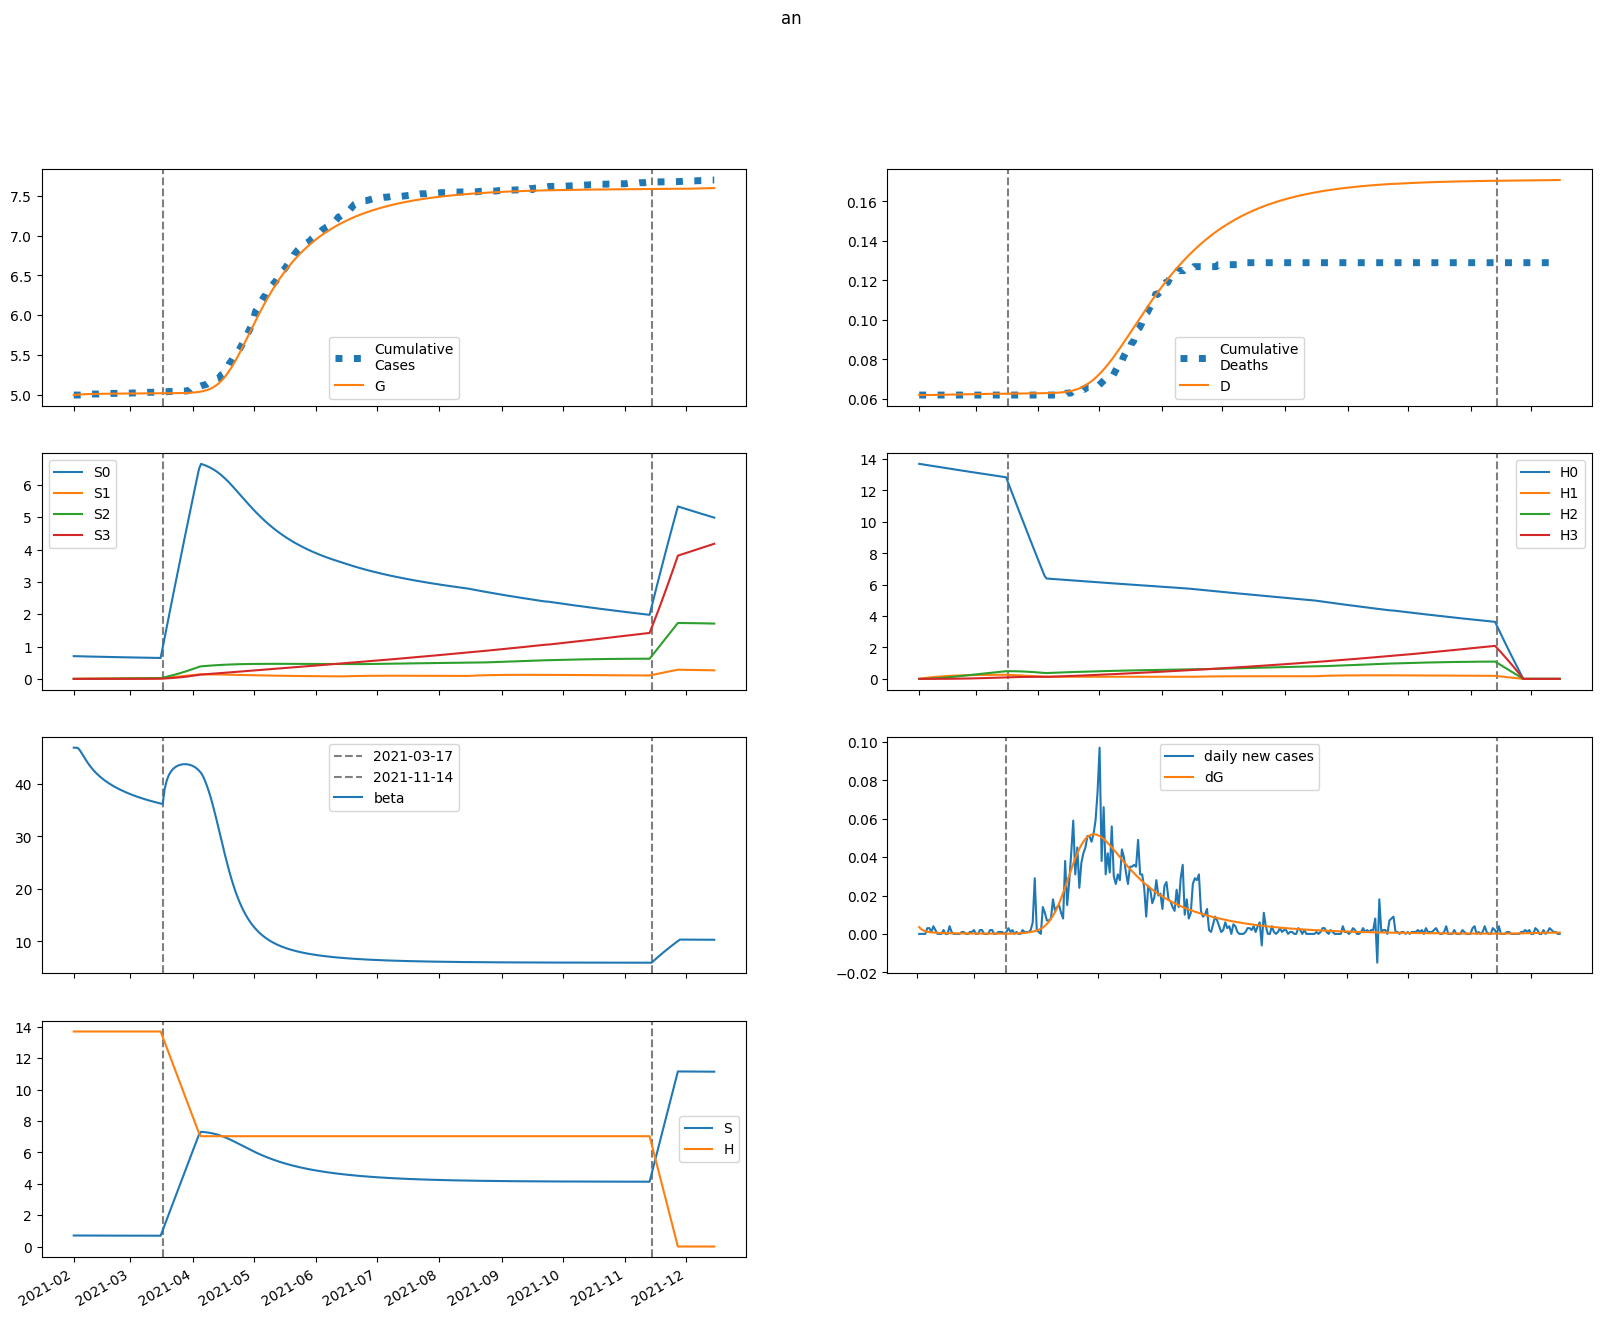 an
7.5
7.0
6.5
6.0
5.5
5.0
Cumulative
Cases
G
0.16
0.14
0.12
0.10
0.08
0.06
Cumulative
Deaths
D
6
5
4
3
2
1
0
S0
S1
S2
S3
14
12
10
8
6
4
2
0
H0
H1
H2
H3
40
30
20
10
2021-03-17
2021-11-14
beta
0.10
0.08
0.06
0.04
0.02
0.00
−0.02
daily new cases
dG
14
12
10
8
6
4
2
0
S
H
2021-02
2021-03
2021-04
2021-05
2021-06
2021-07
2021-08
2021-09
2021-10
2021-11
2021-12